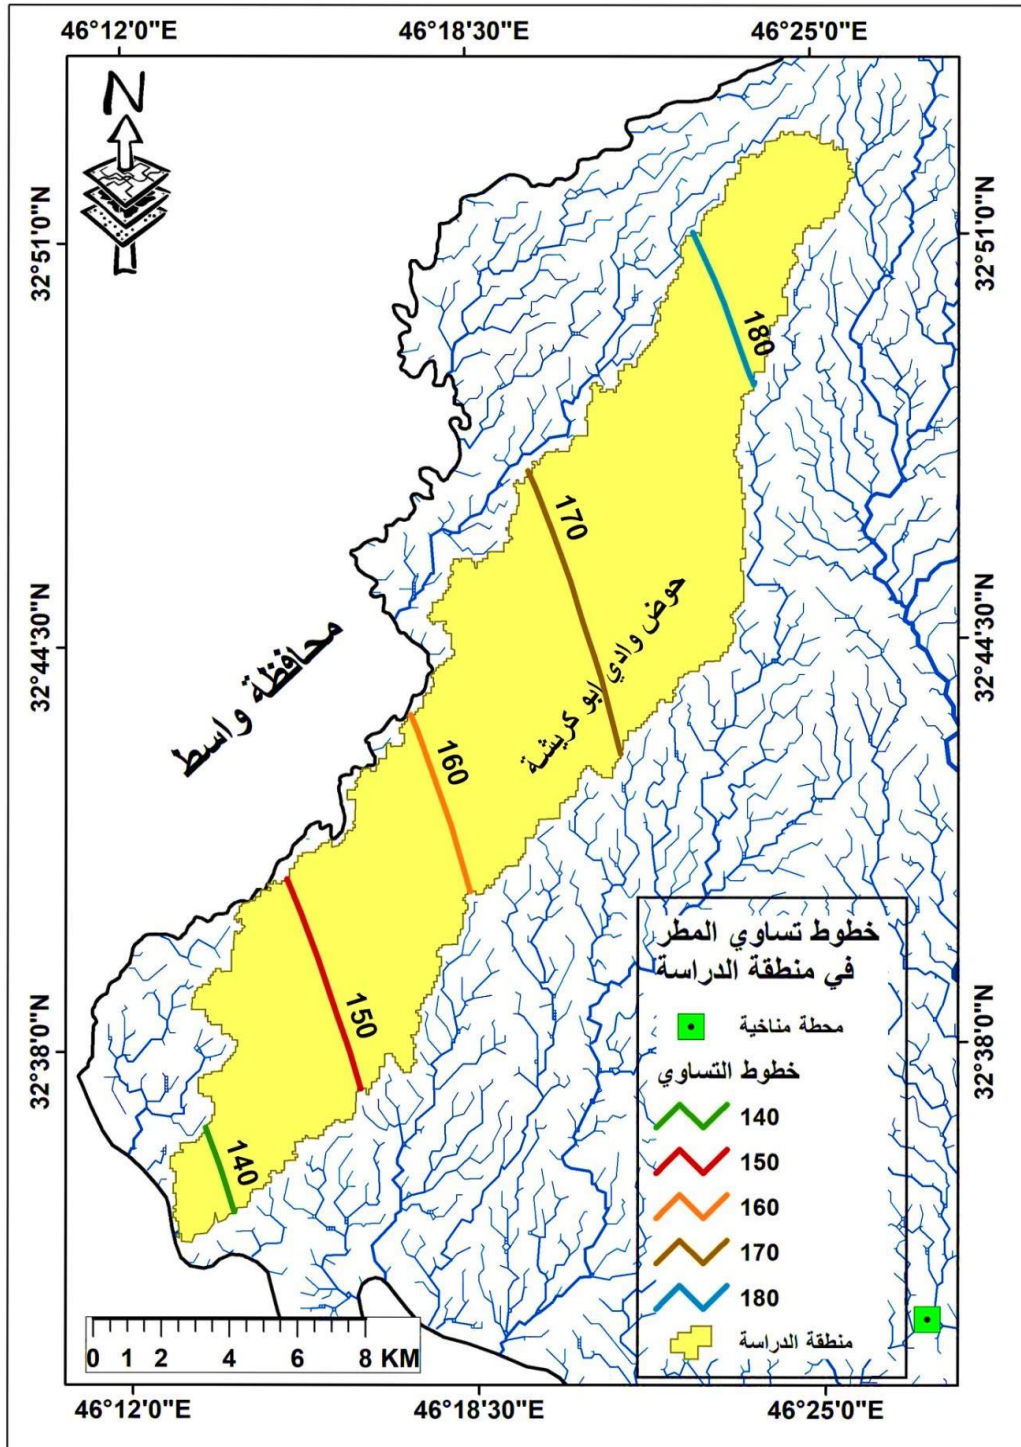 46°12'0"E 46°18'30"E 46°25'0"E
N
32°51'0"N 32°51'0"N
180
170
حوض وادي ابو كريشة
32°44'30"N 32°44'30"N
محافظة واسط
160
150
140
32°38'0"N 32°38'0"N
خطوط تساوي المطر
في منطقة الدراسة
محطة مناخية
خطوط التساوي
140
150
160
170
180
منطقة الدراسة
0 1 2 4 6 8 KM
46°12'0"E 46°18'30"E 46°25'0"E